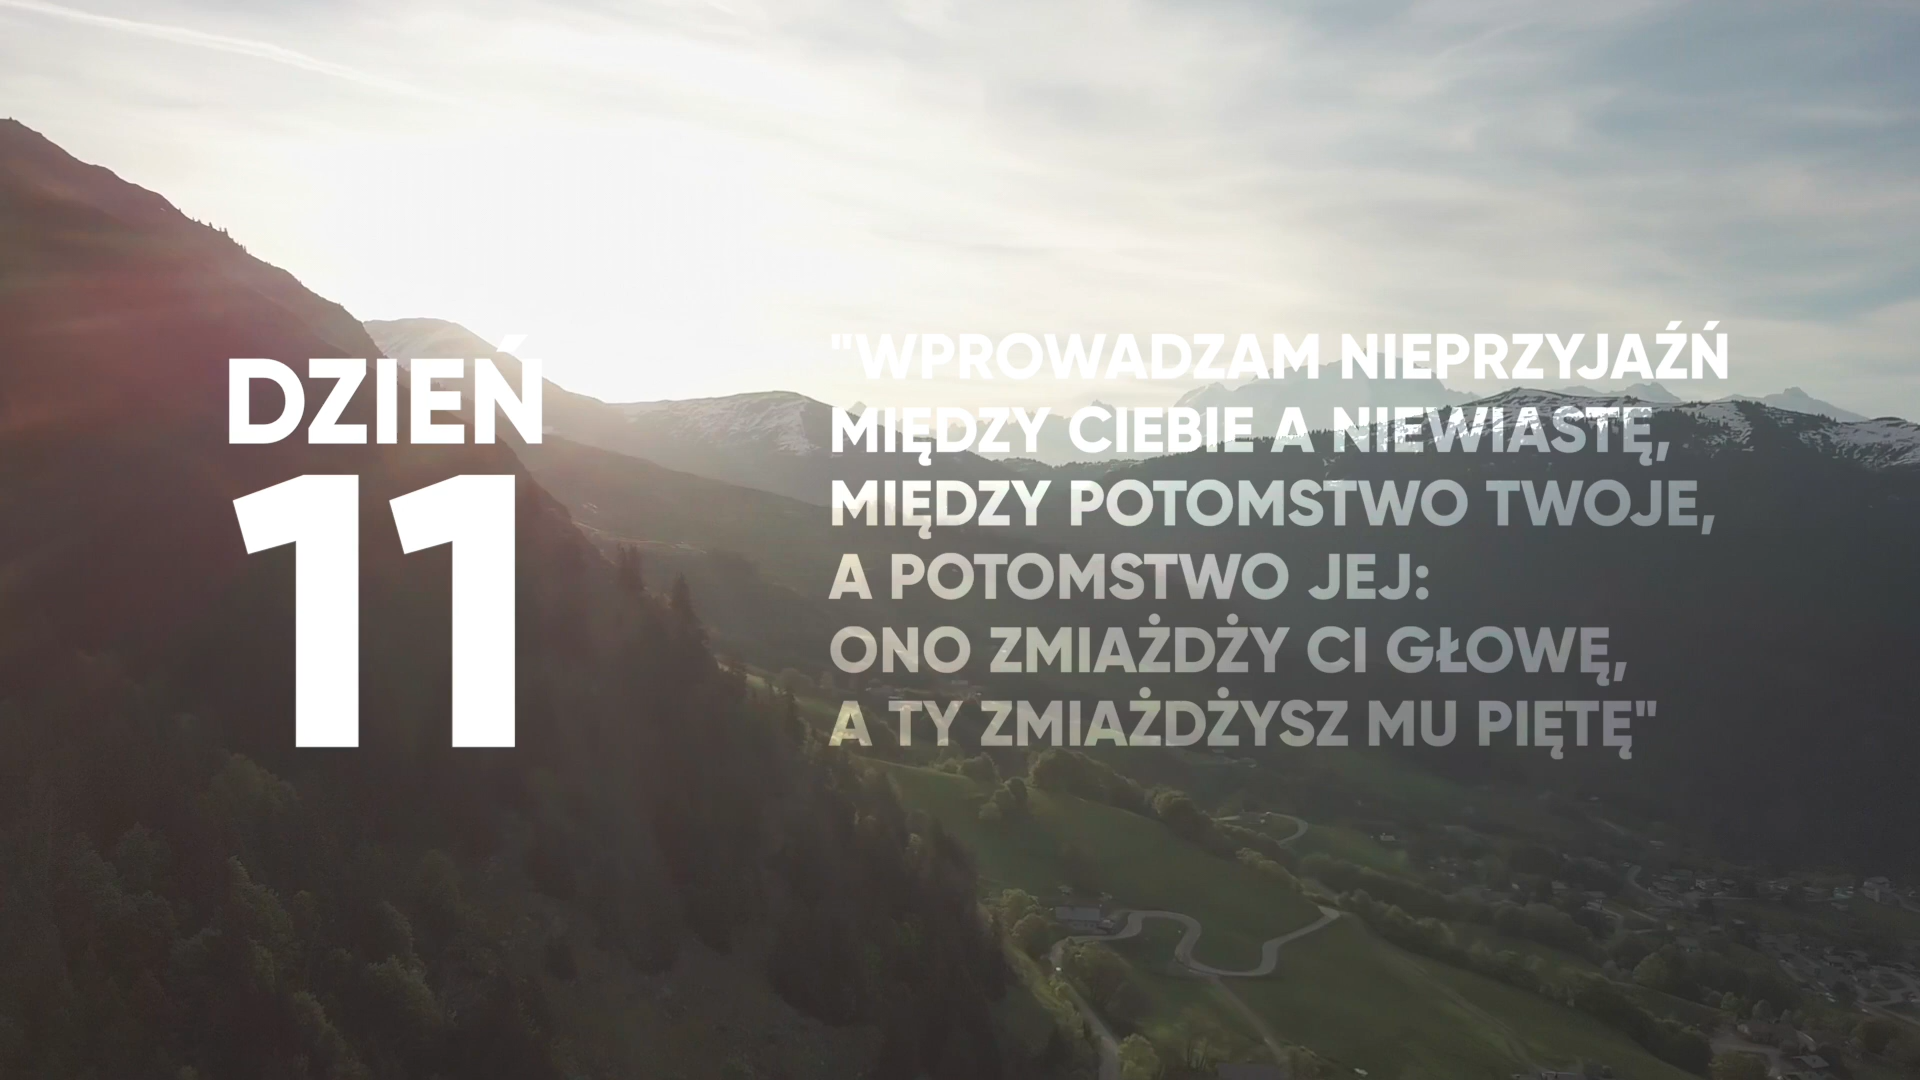 DZIEŃ
11
"WPROWADZAM NIEPRZYJAŹŃ
MIĘDZY CIEBIE A NIEWIASTĘ,
MIĘDZY POTOMSTWO TWOJE,
A POTOMSTWO JEJ:
ONO ZMIAŻDŻY CI GŁOWĘ,
A TY ZMIAŻDŻYSZ MU PIĘTĘ"